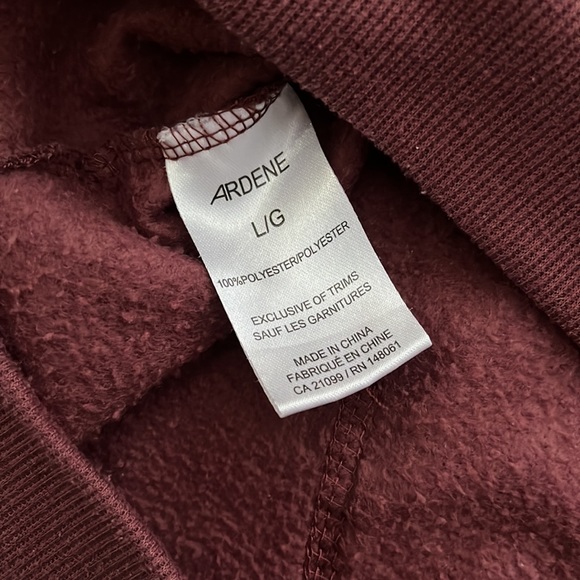 ARDENE
L/G
100%POLYESTER/POLYESTER
EXCLUSIVE OF TRIMS
SAUF LES GARNITURES
MADE IN CHINA
FABRIQUÉ EN CHINE
CA 21099 / RN 148061